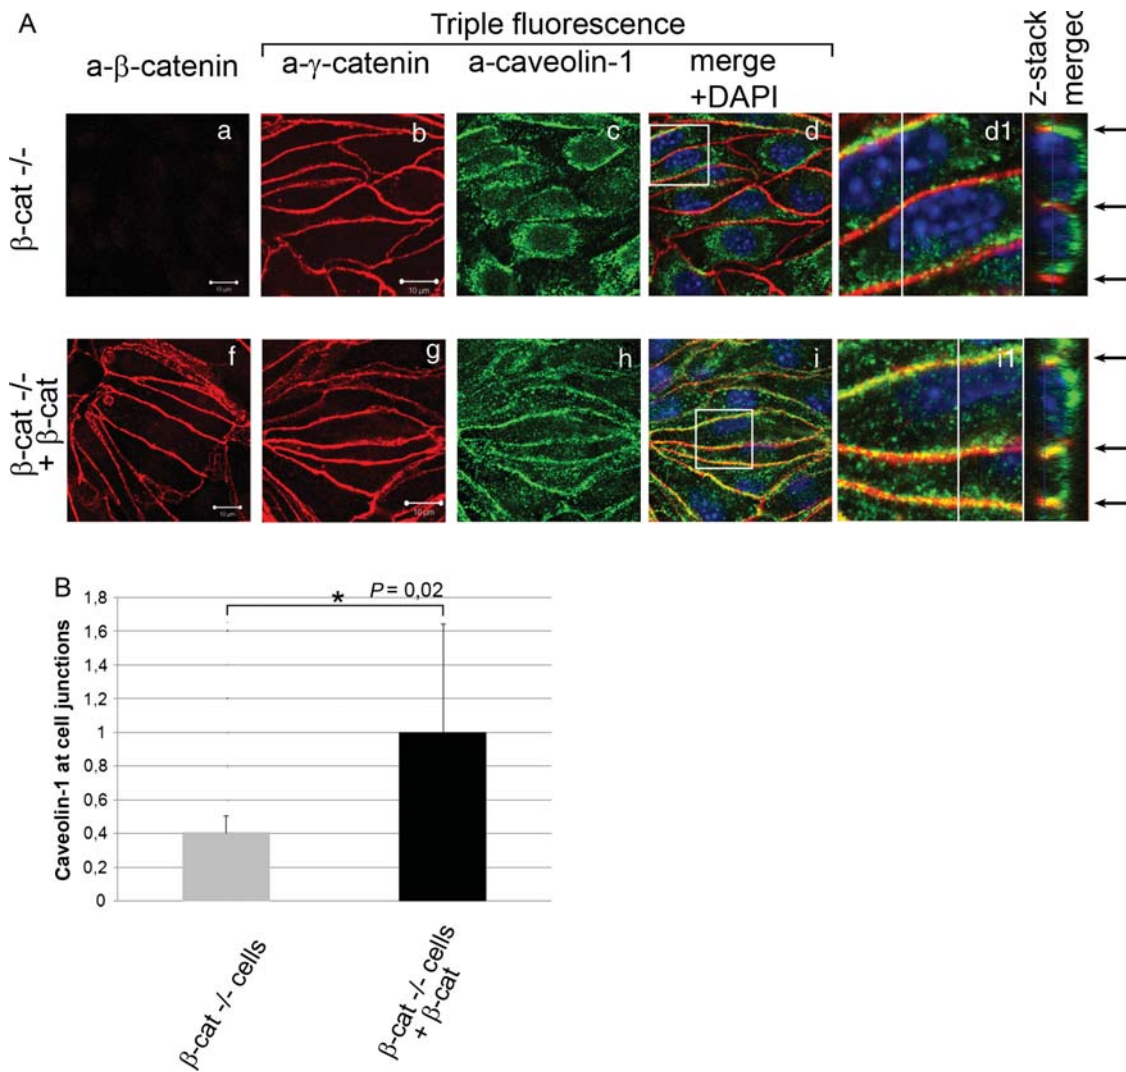 A
Triple fluorescence
a-β-catenin
a-γ-catenin
a-caveolin-1
merge
+DAPI
z-stack
merged
β-cat -/-
a
b
c
d
d1
10 µm
10 µm
β-cat -/-
+ β-cat
f
g
h
i
i1
10 µm
10 µm
B
P = 0,02
*
Caveolin-1 at cell junctions
1,8
1,6
1,4
1,2
1
0,8
0,6
0,4
0,2
0
β-cat -/- cells
β-cat -/- cells
+ β-cat